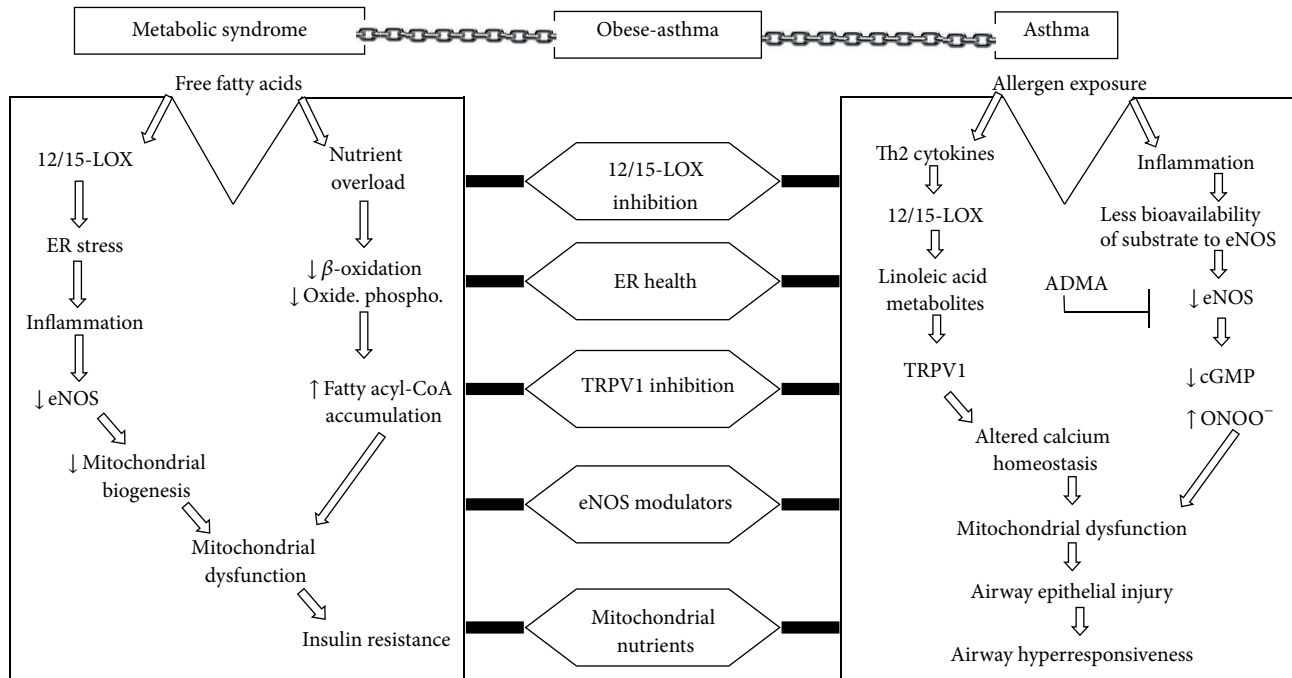 Metabolic syndrome
Obese-asthma
Asthma
Free fatty acids
12/15-LOX
ER stress
Inflammation
↓ eNOS
↓ Mitochondrial
biogenesis
Nutrient
overload
↓ β-oxidation
↓ Oxide. phospho.
↑ Fatty acyl-CoA
accumulation
Mitochondrial
dysfunction
Insulin resistance
12/15-LOX
inhibition
ER health
TRPV1 inhibition
eNOS modulators
Mitochondrial
nutrients
Allergen exposure
Th2 cytokines
12/15-LOX
Linoleic acid
metabolites
TRPV1
Altered calcium
homeostasis
Inflammation
Less bioavailability
of substrate to eNOS
ADMA
↓ eNOS
↓ cGMP
↑ ONOO⁻
Mitochondrial dysfunction
Airway epithelial injury
Airway hyperresponsiveness